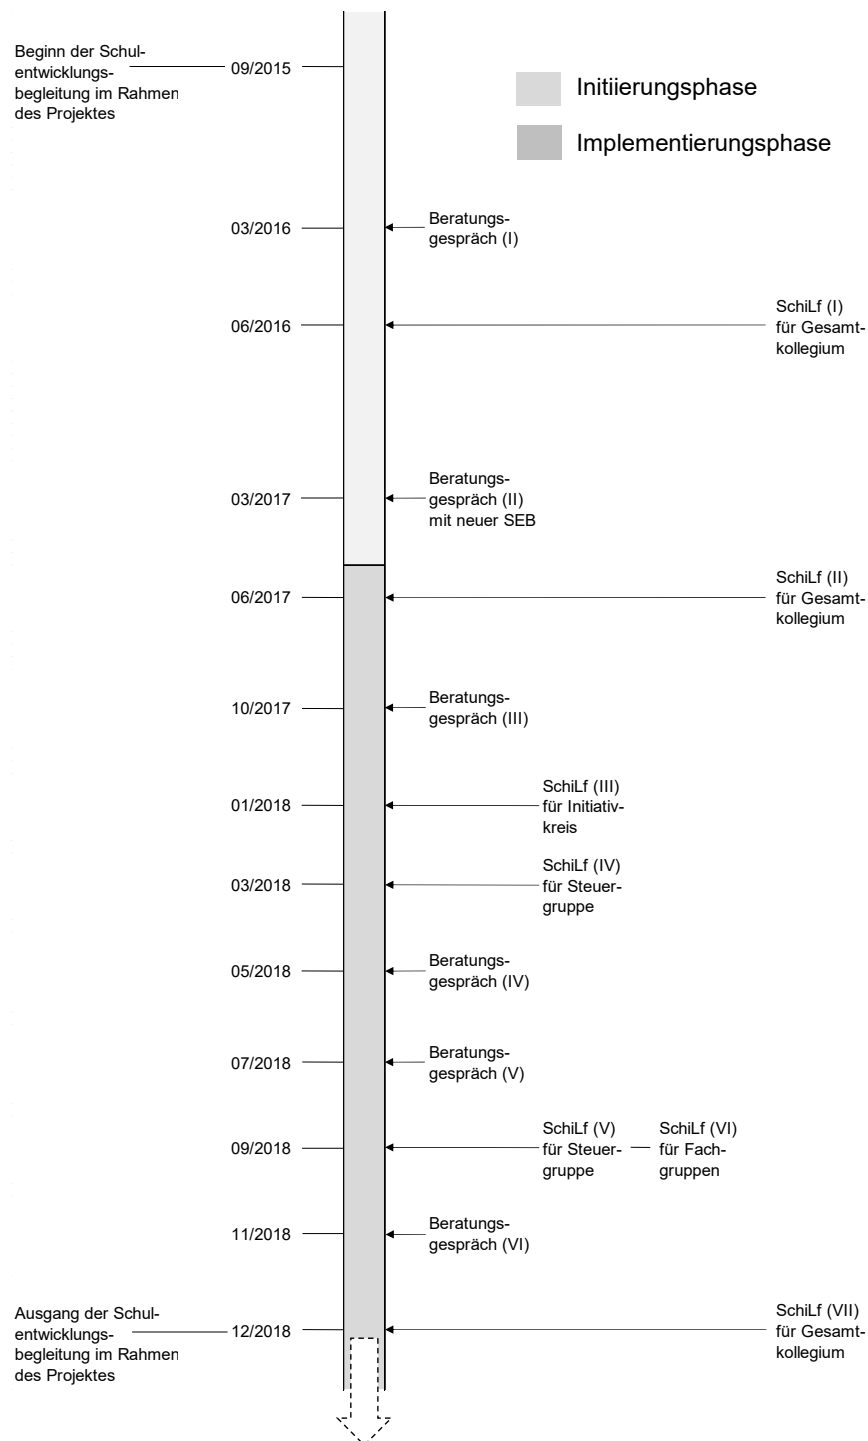 Beginn der Schul-
entwicklungs-
begleitung im Rahmen
des Projektes
09/2015
Initiierungsphase
Implementierungsphase
03/2016
Beratungs-
gespräch (I)
06/2016
SchiLf (I)
für Gesamt-
kollegium
03/2017
Beratungs-
gespräch (II)
mit neuer SEB
06/2017
SchiLf (II)
für Gesamt-
kollegium
10/2017
Beratungs-
gespräch (III)
01/2018
SchiLf (III)
für Initiativ-
kreis
03/2018
SchiLf (IV)
für Steuer-
gruppe
05/2018
Beratungs-
gespräch (IV)
07/2018
Beratungs-
gespräch (V)
09/2018
SchiLf (V)
für Steuer-
gruppe
SchiLf (VI)
für Fach-
gruppen
11/2018
Beratungs-
gespräch (VI)
Ausgang der Schul-
entwicklungs-
begleitung im Rahmen
des Projektes
12/2018
SchiLf (VII)
für Gesamt-
kollegium